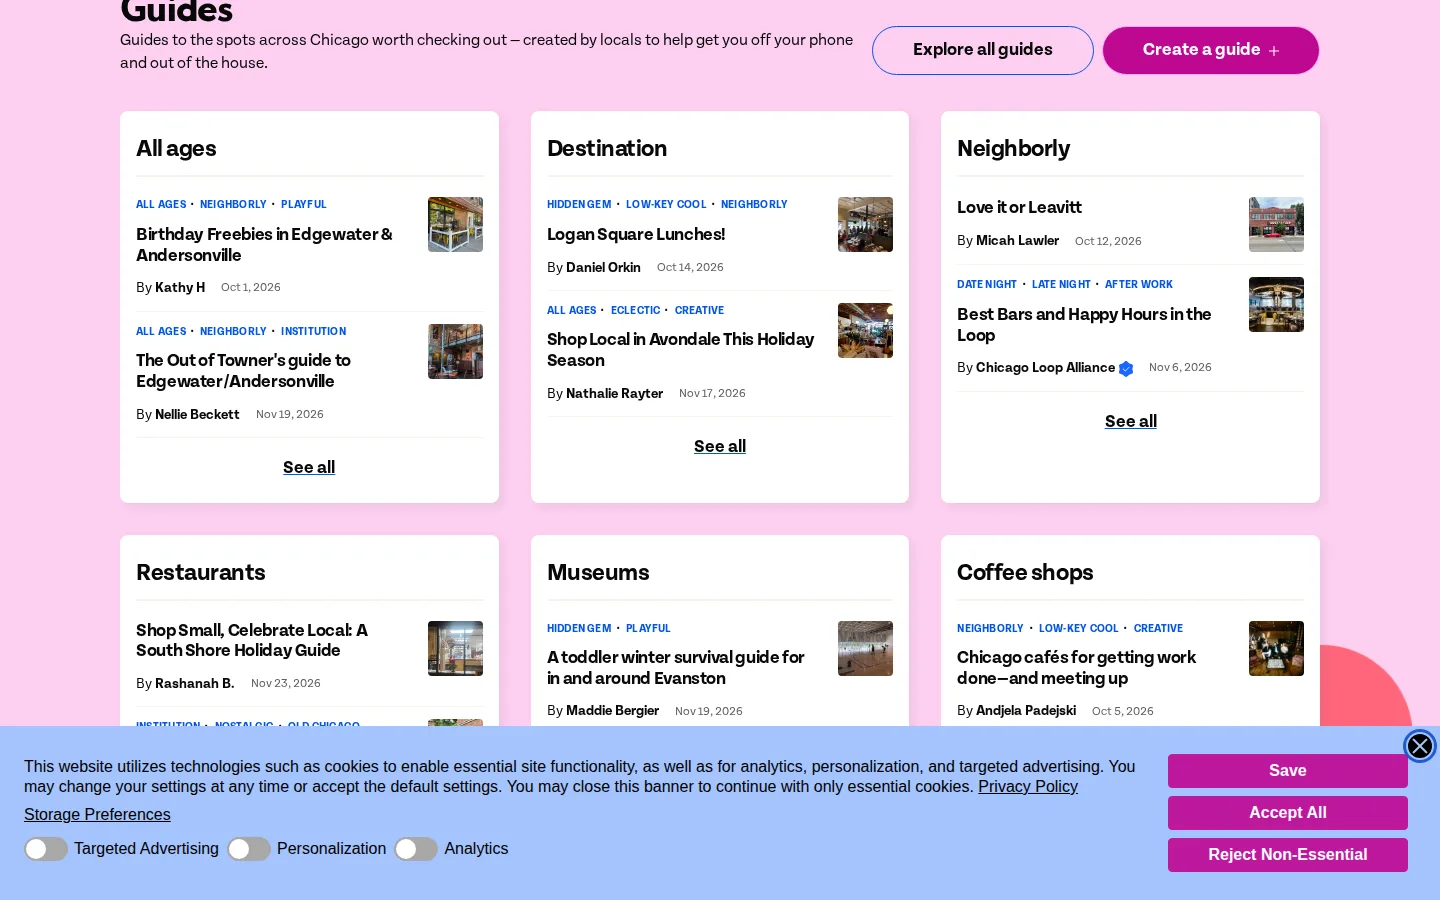 Guides
Guides to the spots across Chicago worth checking out — created by locals to help get you off your phone
and out of the house.
Explore all guides
Create a guide +
All ages
ALL AGES · NEIGHBORLY · PLAYFUL
Birthday Freebies in Edgewater &
Andersonville
By Kathy H Oct 1, 2026
ALL AGES · NEIGHBORLY · INSTITUTION
The Out of Towner's guide to
Edgewater/Andersonville
By Nellie Beckett Nov 19, 2026
See all
Destination
HIDDEN GEM · LOW-KEY COOL · NEIGHBORLY
Logan Square Lunches!
By Daniel Orkin Oct 14, 2026
ALL AGES · ECLECTIC · CREATIVE
Shop Local in Avondale This Holiday
Season
By Nathalie Rayter Nov 17, 2026
See all
Neighborly
Love it or Leavitt
By Micah Lawler Oct 12, 2026
DATE NIGHT · LATE NIGHT · AFTER WORK
Best Bars and Happy Hours in the
Loop
By Chicago Loop Alliance Nov 6, 2026
See all
Restaurants
Shop Small, Celebrate Local: A
South Shore Holiday Guide
By Rashanah B. Nov 23, 2026
INSTITUTION · NOSTALGIC · OLD CHICAGO
Museums
HIDDEN GEM · PLAYFUL
A toddler winter survival guide for
in and around Evanston
By Maddie Bergier Nov 19, 2026
Coffee shops
NEIGHBORLY · LOW-KEY COOL · CREATIVE
Chicago cafés for getting work
done—and meeting up
By Andjela Padejski Oct 5, 2026
This website utilizes technologies such as cookies to enable essential site functionality, as well as for analytics, personalization, and targeted advertising. You
may change your settings at any time or accept the default settings. You may close this banner to continue with only essential cookies. Privacy Policy
Storage Preferences
Targeted Advertising Personalization Analytics
Save
Accept All
Reject Non-Essential